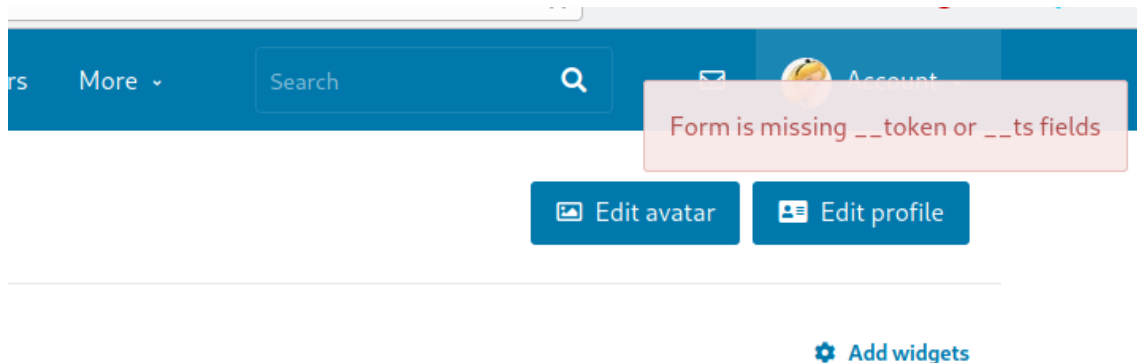 rs More Search Account
Form is missing __token or __ts fields
Edit avatar Edit profile
Add widgets